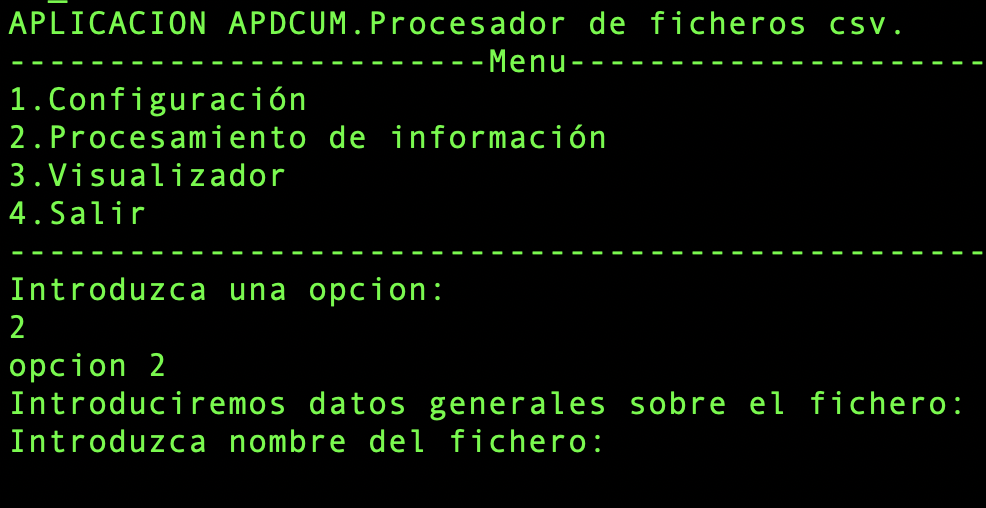 APLICACION APDCUM.Procesador de ficheros csv.
------------------------Menu---------------------
1.Configuración
2.Procesamiento de información
3.Visualizador
4.Salir
-------------------------------------------------
Introduzca una opcion:
2
opcion 2
Introduciremos datos generales sobre el fichero:
Introduzca nombre del fichero: